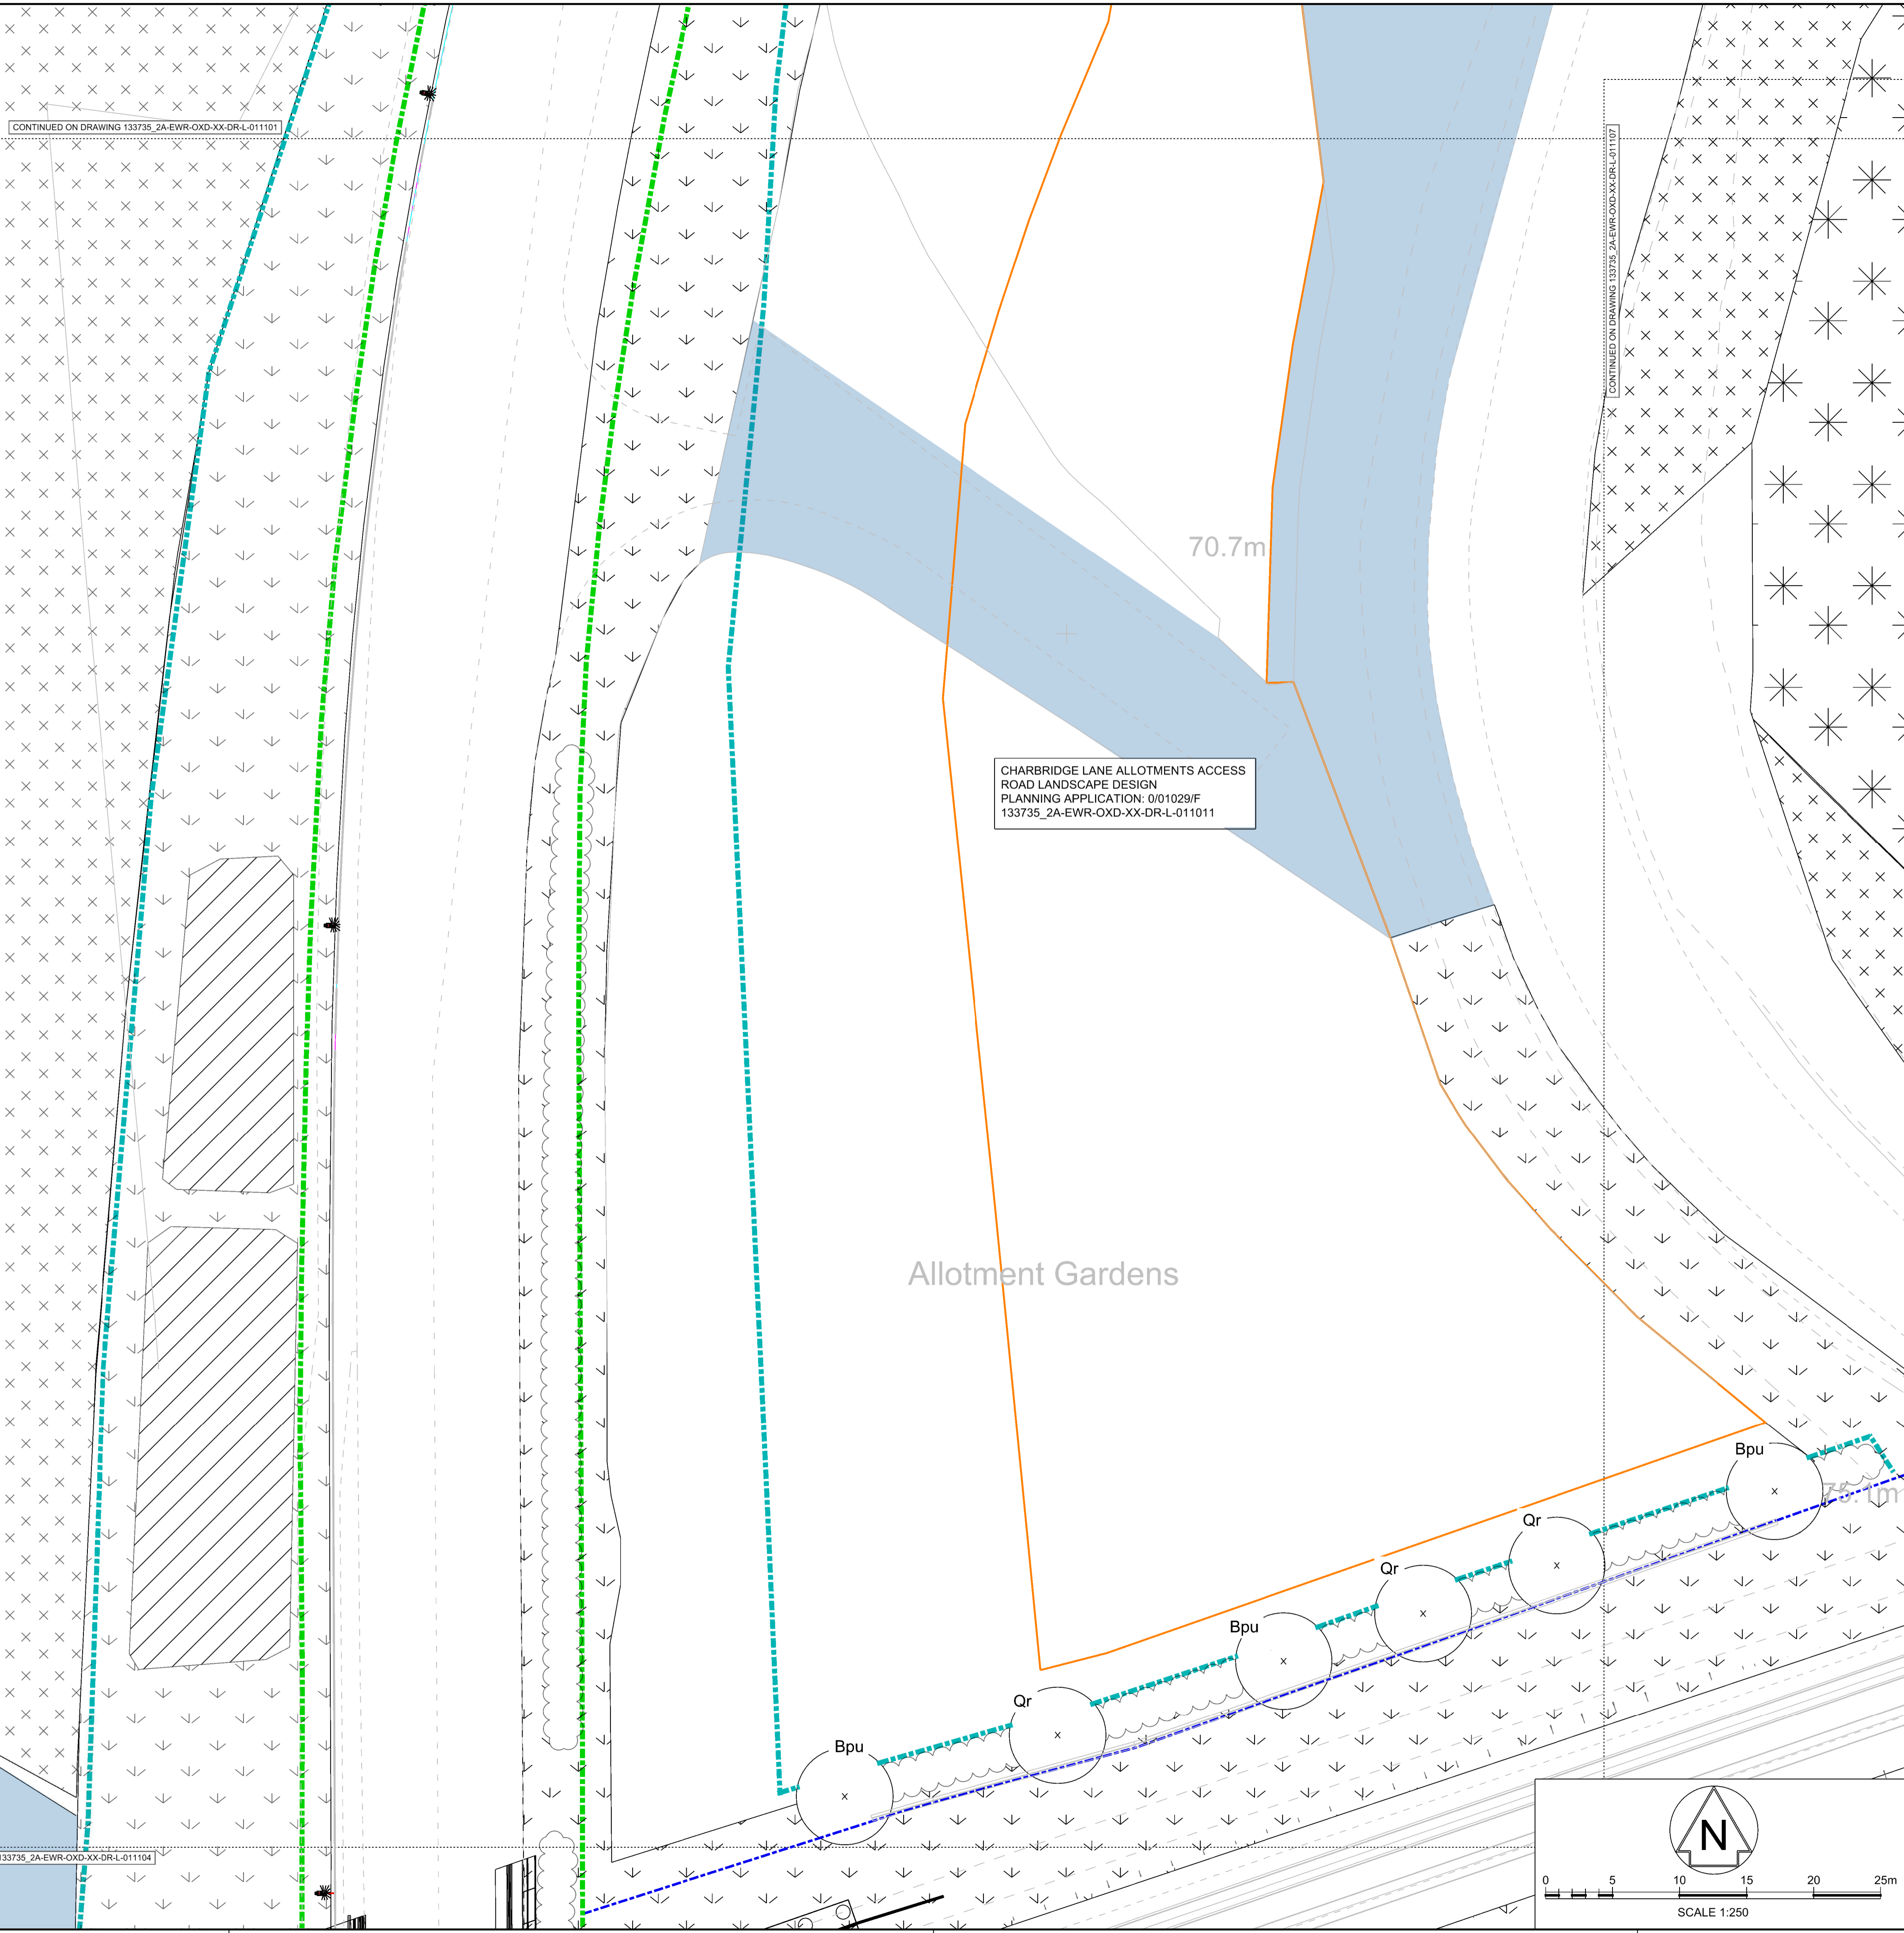 CONTINUED ON DRAWING 133735_2A-EWR-OXD-XX-DR-L-011101
CONTINUED ON DRAWING 133735_2A-EWR-OXD-XX-DR-L-011107
70.7m
CHARBRIDGE LANE ALLOTMENTS ACCESS
ROAD LANDSCAPE DESIGN
PLANNING APPLICATION: 0/01029/F
133735_2A-EWR-OXD-XX-DR-L-011011
Allotment Gardens
Bpu
75.1m
Qr
Qr
Bpu
Qr
Bpu
133735_2A-EWR-OXD-XX-DR-L-011104
N
0 5 10 15 20 25m
SCALE 1:250